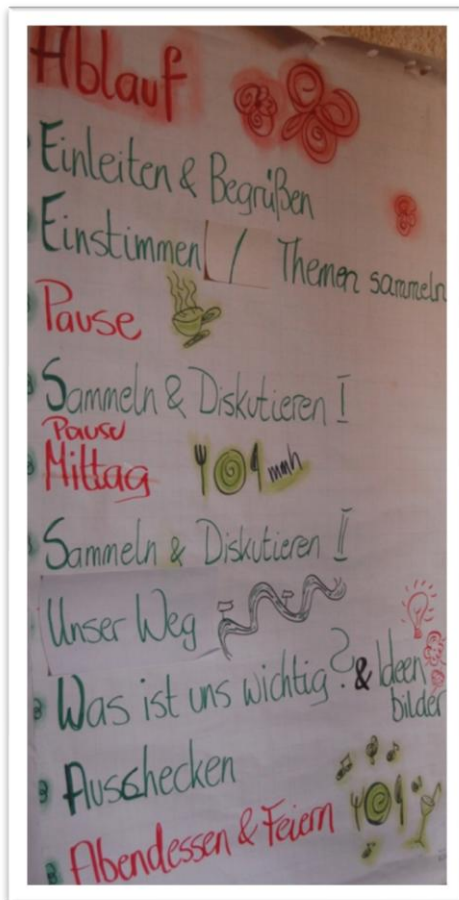 Ablauf
Einleiten & Begrüßen
Einstimmen / Themen sammeln
Pause
Sammeln & Diskutieren I
Pause
Mittag mmh
Sammeln & Diskutieren II
Unser Weg
Was ist uns wichtig? & Ideen
bilder
Auschecken
Abendessen & Feiern